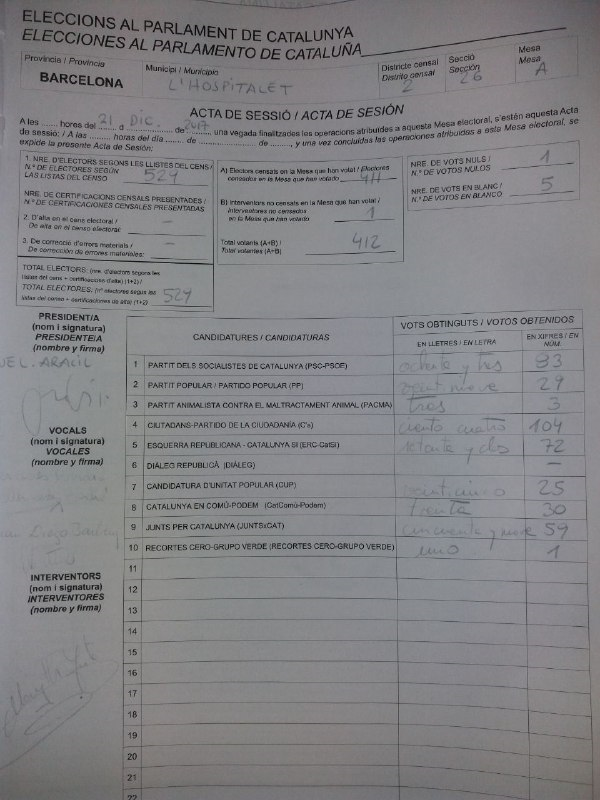 ELECCIONS AL PARLAMENT DE CATALUNYA
ELECCIONES AL PARLAMENTO DE CATALUÑA
Província / Provincia
BARCELONA
Municipi / Municipio
L'HOSPITALET
Districte censal
Distrito censal
2
Secció
Sección
26
Mesa
Mesa
A
ACTA DE SESSIÓ / ACTA DE SESIÓN
A les ........ hores del 21 d DIC. de 2017, una vegada finalitzades les operacions atribuïdes a aquesta Mesa electoral, s'estén aquesta Acta
de sessió: / A las ........ horas del día ........ de ........ de ........, y una vez concluidas las operaciones atribuidas a esta Mesa electoral, se
expide la presente Acta de Sesión:
1. NRE. D'ELECTORS SEGONS LES LLISTES DEL CENS /
N.º DE ELECTORES SEGÚN
LAS LISTAS DEL CENSO 529
NRE. DE CERTIFICACIONS CENSALS PRESENTADES /
N.º DE CERTIFICACIONES CENSALES PRESENTADAS
2. D'alta en el cens electoral /
De alta en el censo electoral: –
3. De correcció d'errors materials /
De corrección de errores materiales: –
TOTAL ELECTORS: (nre. d'electors segons les
llistes del cens + certificacions d'alta) (1+2) /
TOTAL ELECTORES: (nº electores según las
listas del censo + certificaciones de alta) (1+2) 529
A) Electors censats en la Mesa que han votat / Electores
censados en la Mesa que han votado 411
B) Interventors no censats en la Mesa que han votat /
Interventores no censados
en la Mesa que han votado 1
Total votants (A+B) /
Total votantes (A+B) 412
NRE. DE VOTS NULS /
N.º DE VOTOS NULOS 1
NRE. DE VOTS EN BLANC /
N.º DE VOTOS EN BLANCO 5
PRESIDENT/A
(nom i signatura)
PRESIDENTE/A
(nombre y firma)
ARACIL
VOCALS
(nom i signatura)
VOCALES
(nombre y firma)
INTERVENTORS
(nom i signatura)
INTERVENTORES
(nombre y firma)
CANDIDATURES / CANDIDATURAS
VOTS OBTINGUTS / VOTOS OBTENIDOS
EN LLETRES / EN LETRA
EN XIFRES / EN NÚM.
1 PARTIT DELS SOCIALISTES DE CATALUNYA (PSC-PSOE) ochenta y tres 83
2 PARTIT POPULAR / PARTIDO POPULAR (PP) 29
3 PARTIT ANIMALISTA CONTRA EL MALTRACTAMENT ANIMAL (PACMA) tres 3
4 CIUTADANS-PARTIDO DE LA CIUDADANÍA (C's) ciento cuatro 104
5 ESQUERRA REPUBLICANA - CATALUNYA SÍ (ERC-CatSí) setenta y dos 72
6 DIÀLEG REPUBLICÀ (DIÀLEG) –
7 CANDIDATURA D'UNITAT POPULAR (CUP) veinticinco 25
8 CATALUNYA EN COMÚ-PODEM (CatComú-Podem) treinta 30
9 JUNTS PER CATALUNYA (JUNTSxCAT) cincuenta y nueve 59
10 RECORTES CERO-GRUPO VERDE (RECORTES CERO-GRUPO VERDE) uno 1
11
12
13
14
15
16
17
18
19
20
21
22